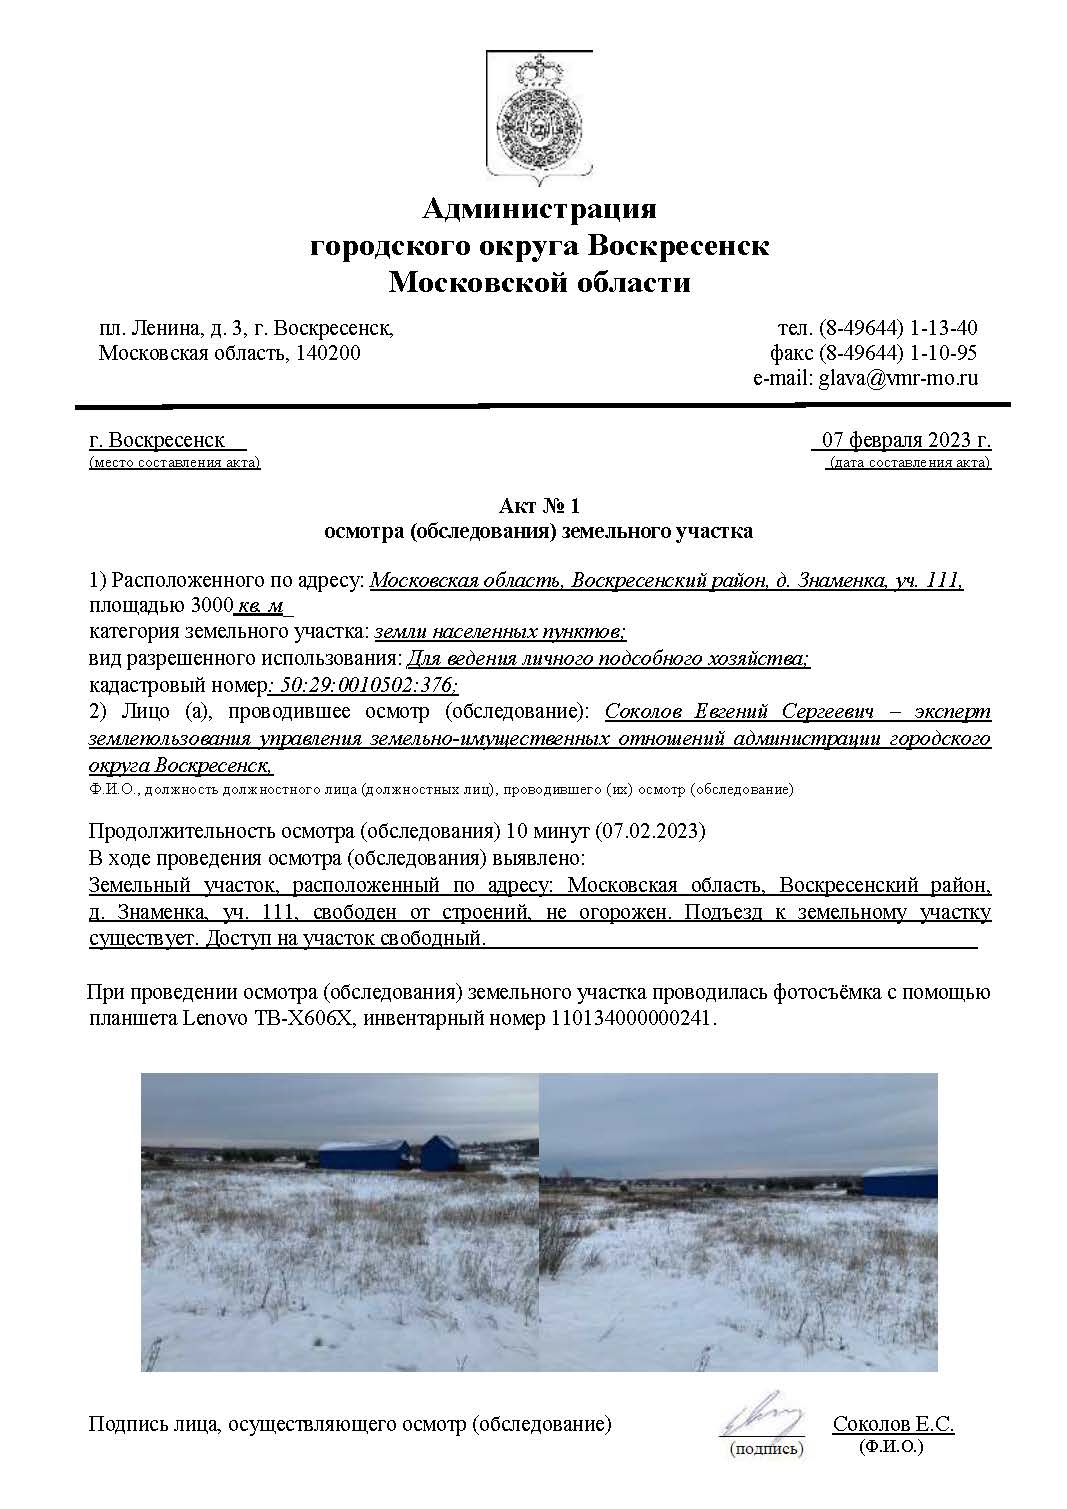 Администрация
городского округа Воскресенск
Московской области
пл. Ленина, д. 3, г. Воскресенск,
Московская область, 140200
тел. (8-49644) 1-13-40
факс (8-49644) 1-10-95
e-mail: glava@vmr-mo.ru
г. Воскресенск
(место составления акта)
07 февраля 2023 г.
(дата составления акта)
Акт № 1
осмотра (обследования) земельного участка
1) Расположенного по адресу: Московская область, Воскресенский район, д. Знаменка, уч. 111,
площадью 3000 кв. м_
категория земельного участка: земли населенных пунктов;
вид разрешенного использования: Для ведения личного подсобного хозяйства;
кадастровый номер: 50:29:0010502:376;
2) Лицо (а), проводившее осмотр (обследование): Соколов Евгений Сергеевич – эксперт
землепользования управления земельно-имущественных отношений администрации городского
округа Воскресенск,
Ф.И.О., должность должностного лица (должностных лиц), проводившего (их) осмотр (обследование)
Продолжительность осмотра (обследования) 10 минут (07.02.2023)
В ходе проведения осмотра (обследования) выявлено:
Земельный участок, расположенный по адресу: Московская область, Воскресенский район,
д. Знаменка, уч. 111, свободен от строений, не огорожен. Подъезд к земельному участку
существует. Доступ на участок свободный.
При проведении осмотра (обследования) земельного участка проводилась фотосъёмка с помощью
планшета Lenovo TB-X606X, инвентарный номер 110134000000241.
Подпись лица, осуществляющего осмотр (обследование)
(подпись)
Соколов Е.С.
(Ф.И.О.)